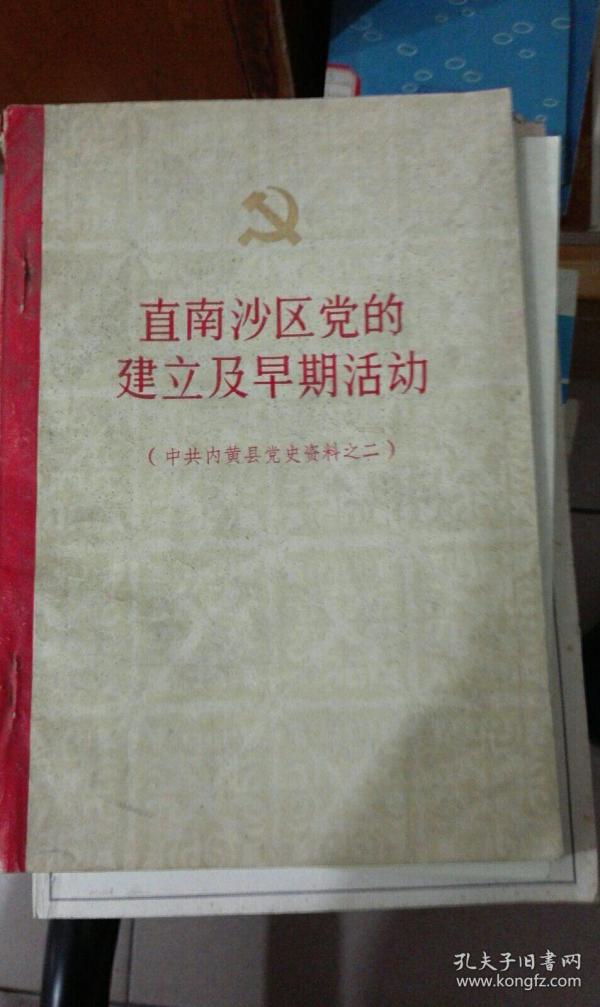 直南沙区党的
建立及早期活动
(中共内黄县党史资料之二)
孔夫子旧书网
www.kongfz.com